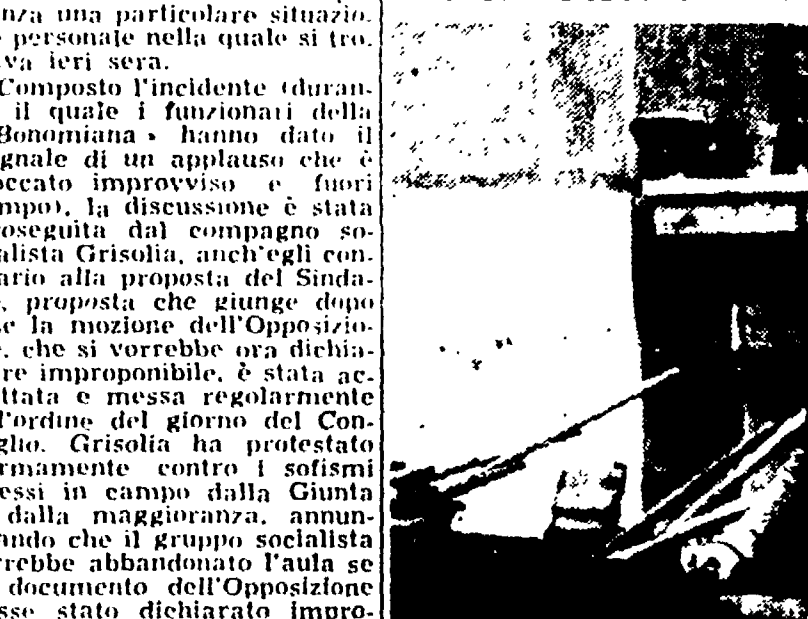 nza una particolare situazio-
personale nella quale si tro-
va ieri sera.
Composto l'incidente (duran-
il quale i funzionari della
Bonomiana » hanno dato il
gnale di un applauso che è
occato improvviso e fuori
mpo), la discussione è stata
roseguita dal compagno so-
alista Grisolia, anch'egli con-
ario alla proposta del Sinda-
, proposta che giunge dopo
e la mozione dell'Opposizio-
, che si vorrebbe ora dichia-
re improponibile, è stata ac-
ttata e messa regolarmente
l'ordine del giorno del Con-
glio. Grisolia ha protestato
rmamente contro i sofismi
essi in campo dalla Giunta
dalla maggioranza, annun-
ando che il gruppo socialista
rrebbe abbandonato l'aula se
documento dell'Opposizione
sse stato dichiarato impro-